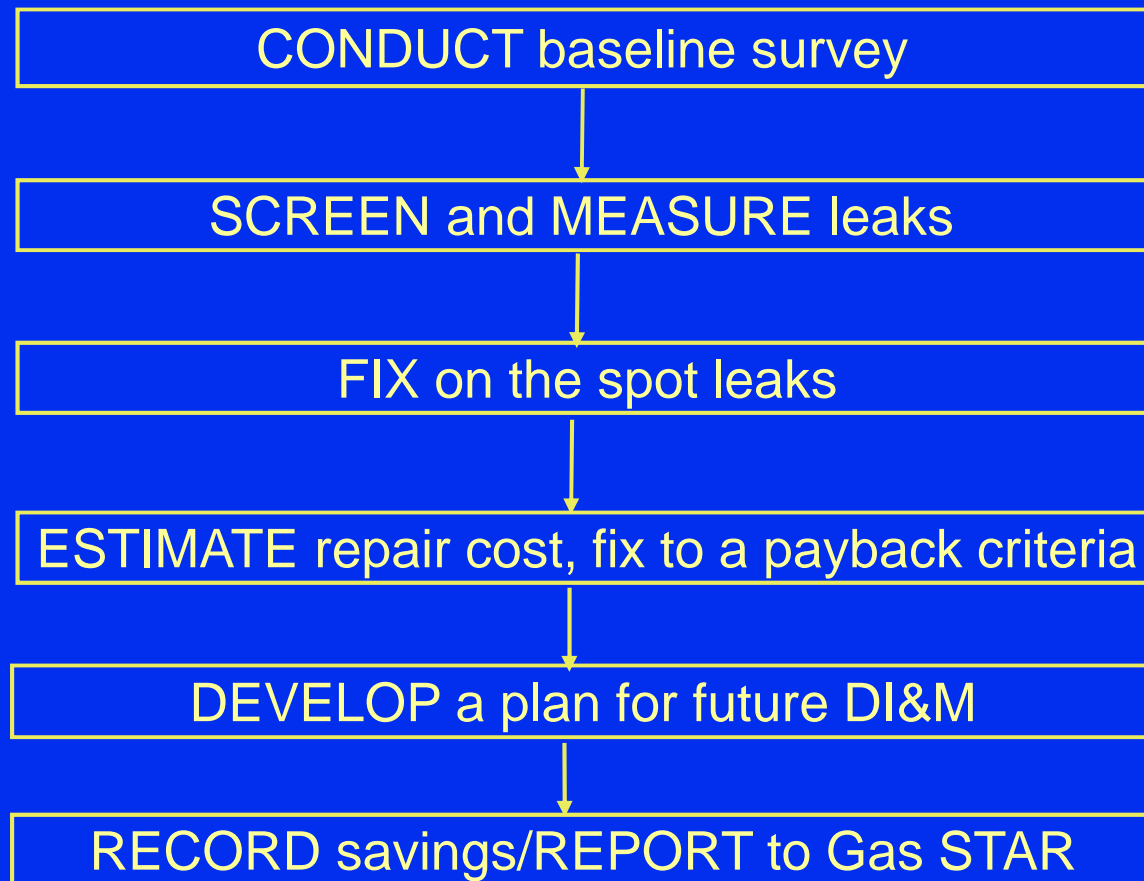 CONDUCT baseline survey
SCREEN and MEASURE leaks
FIX on the spot leaks
ESTIMATE repair cost, fix to a payback criteria
DEVELOP a plan for future DI&M
RECORD savings/REPORT to Gas STAR